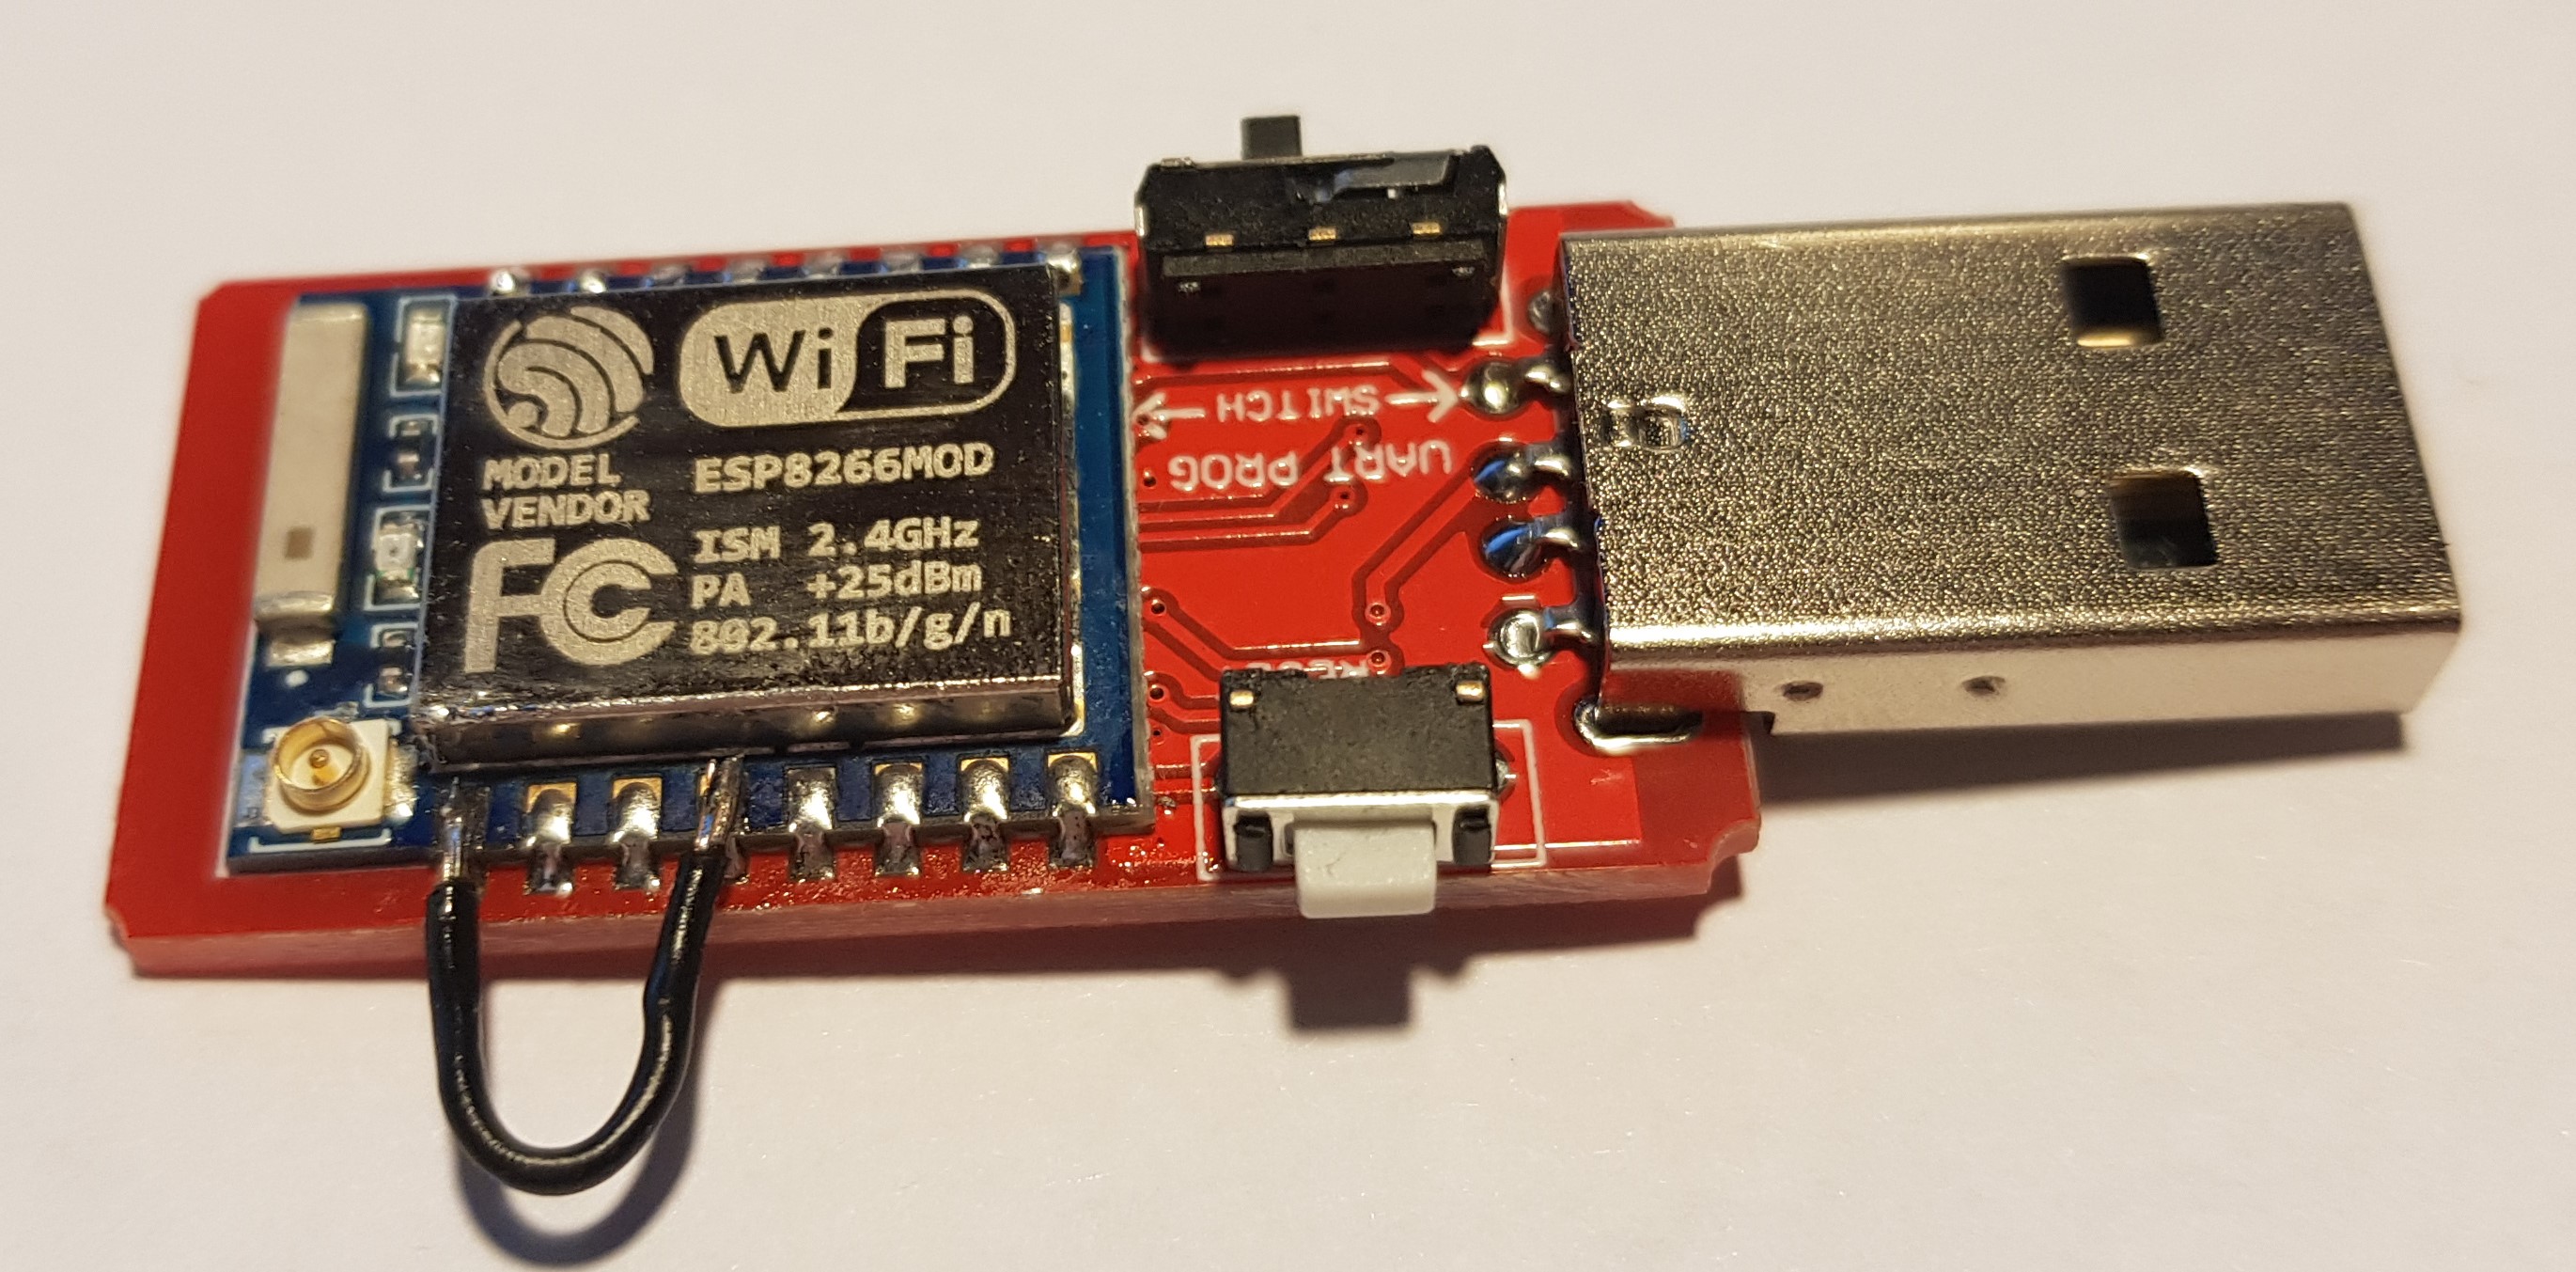 WiFi
MODEL ESP8266MOD
VENDOR
ISM 2.4GHz
PA +25dBm
802.11b/g/n
FC
SWITCH
UART PROG